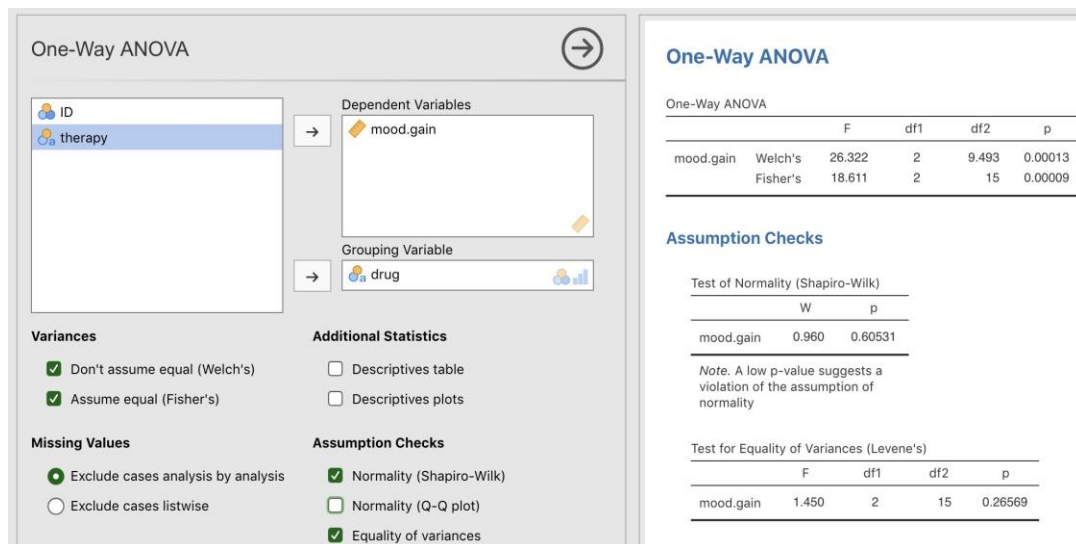 One-Way ANOVA
ID
therapy
Dependent Variables
mood.gain
Grouping Variable
a drug
Variances
Don't assume equal (Welch's)
Assume equal (Fisher's)
Missing Values
Exclude cases analysis by analysis
Exclude cases listwise
Additional Statistics
Descriptives table
Descriptives plots
Assumption Checks
Normality (Shapiro-Wilk)
Normality (Q-Q plot)
Equality of variances
One-Way ANOVA
One-Way ANOVA
F df1 df2 p
mood.gain Welch's 26.322 2 9.493 0.00013
Fisher's 18.611 2 15 0.00009
Assumption Checks
Test of Normality (Shapiro-Wilk)
W p
mood.gain 0.960 0.60531
Note. A low p-value suggests a
violation of the assumption of
normality
Test for Equality of Variances (Levene's)
F df1 df2 p
mood.gain 1.450 2 15 0.26569